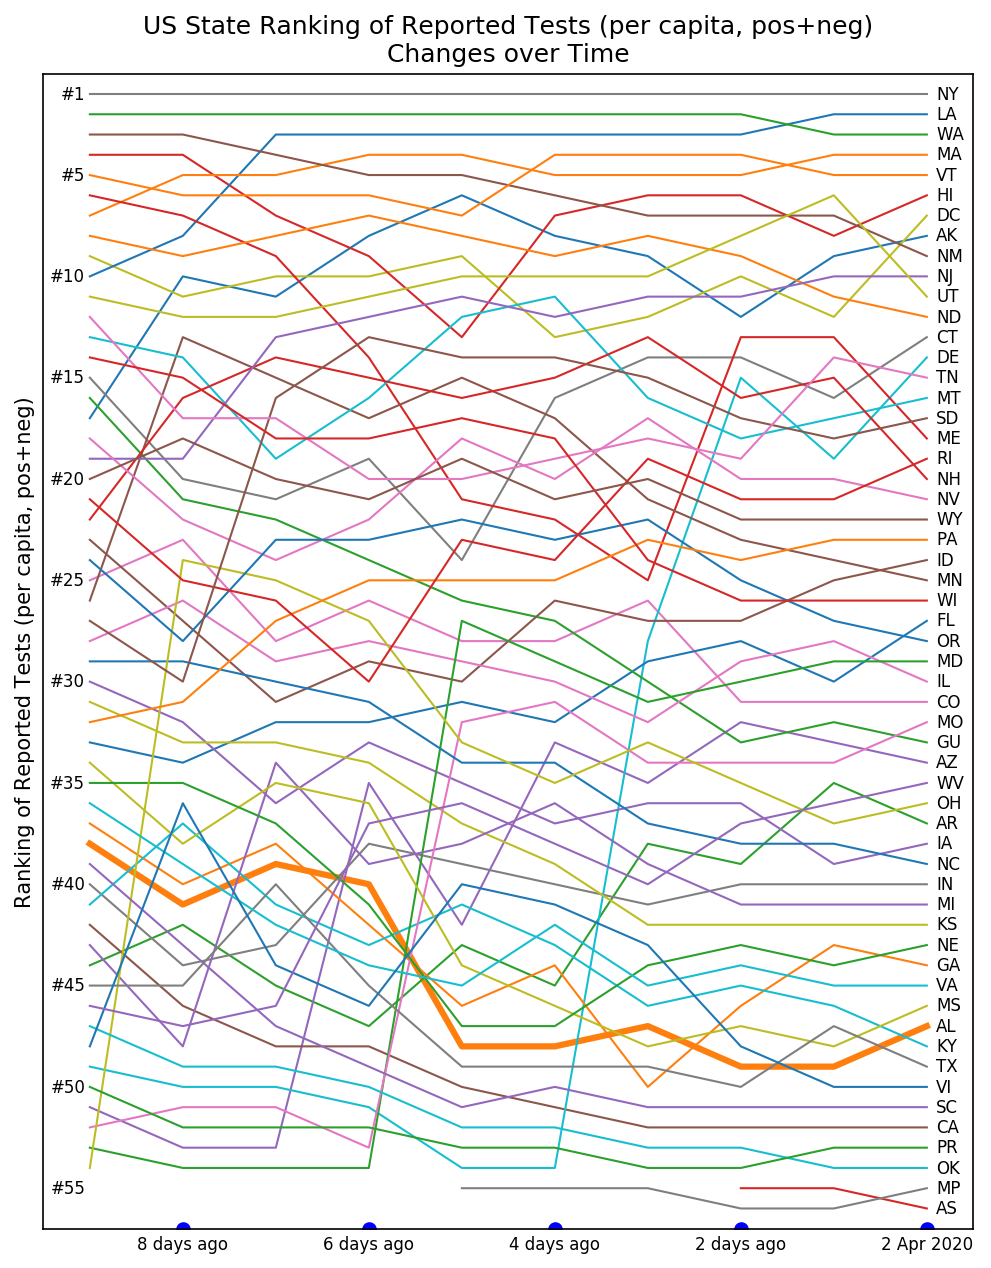 US State Ranking of Reported Tests (per capita, pos+neg)
Changes over Time
Ranking of Reported Tests (per capita, pos+neg)
#1
#5
#10
#15
#20
#25
#30
#35
#40
#45
#50
#55
NY
LA
WA
MA
VT
HI
DC
AK
NM
NJ
UT
ND
CT
DE
TN
MT
SD
ME
RI
NH
NV
WY
PA
ID
MN
WI
FL
OR
MD
IL
CO
MO
GU
AZ
WV
OH
AR
IA
NC
IN
MI
KS
NE
GA
VA
MS
AL
KY
TX
VI
SC
CA
PR
OK
MP
AS
8 days ago
6 days ago
4 days ago
2 days ago
2 Apr 2020